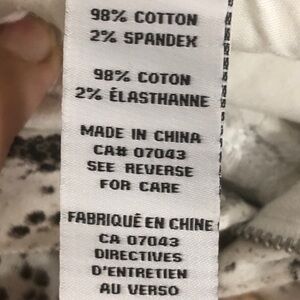 98% COTTON
2% SPANDEX
98% COTON
2% ÉLASTHANNE
MADE IN CHINA
CA# 07043
SEE REVERSE
FOR CARE
FABRIQUÉ EN CHINE
CA 07043
DIRECTIVES
D'ENTRETIEN
AU VERSO